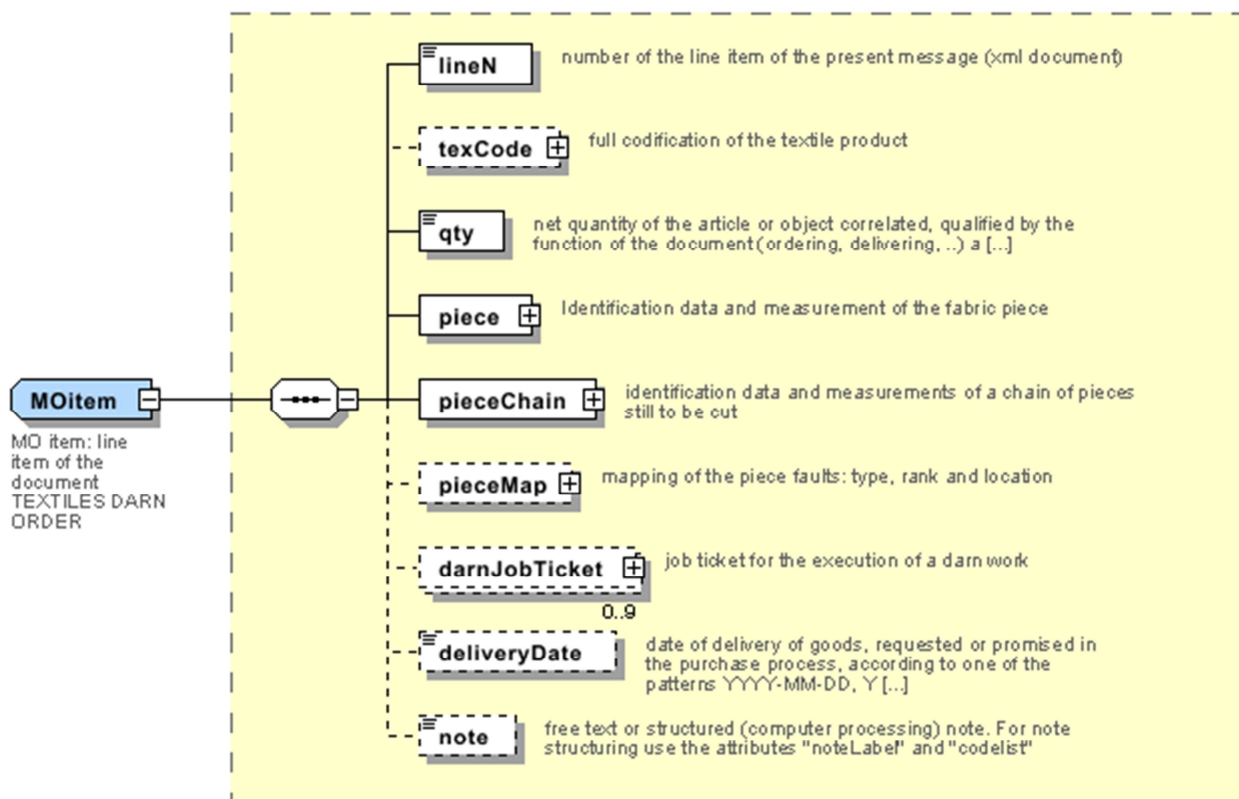 lineN
number of the line item of the present message (xml document)
texCode
full codification of the textile product
qty
net quantity of the article or object correlated, qualified by the
function of the document (ordering, delivering, ..) a [...]
piece
Identification data and measurement of the fabric piece
MOitem
MO item: line
item of the
document
TEXTILES DARN
ORDER
pieceChain
identification data and measurements of a chain of pieces
still to be cut
pieceMap
mapping of the piece faults: type, rank and location
darnJobTicket
job ticket for the execution of a darn work
0..9
deliveryDate
date of delivery of goods, requested or promised in
the purchase process, according to one of the
patterns YYYY-MM-DD, Y [...]
note
free text or structured (computer processing) note. For note
structuring use the attributes "noteLabel" and "codelist"